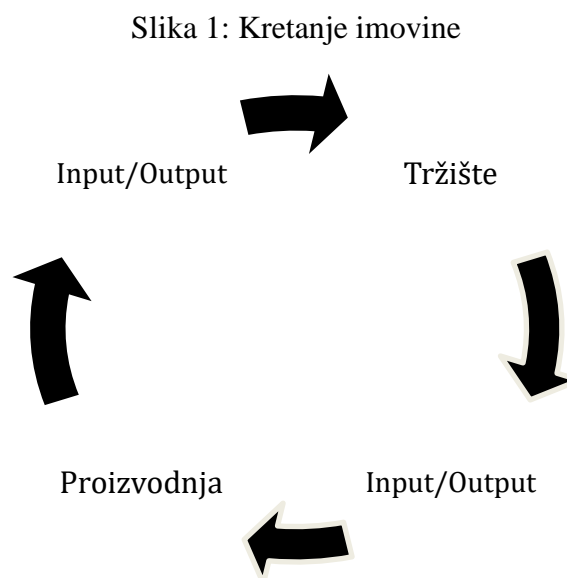 Slika 1: Kretanje imovine
Input/Output
Tržište
Proizvodnja
Input/Output